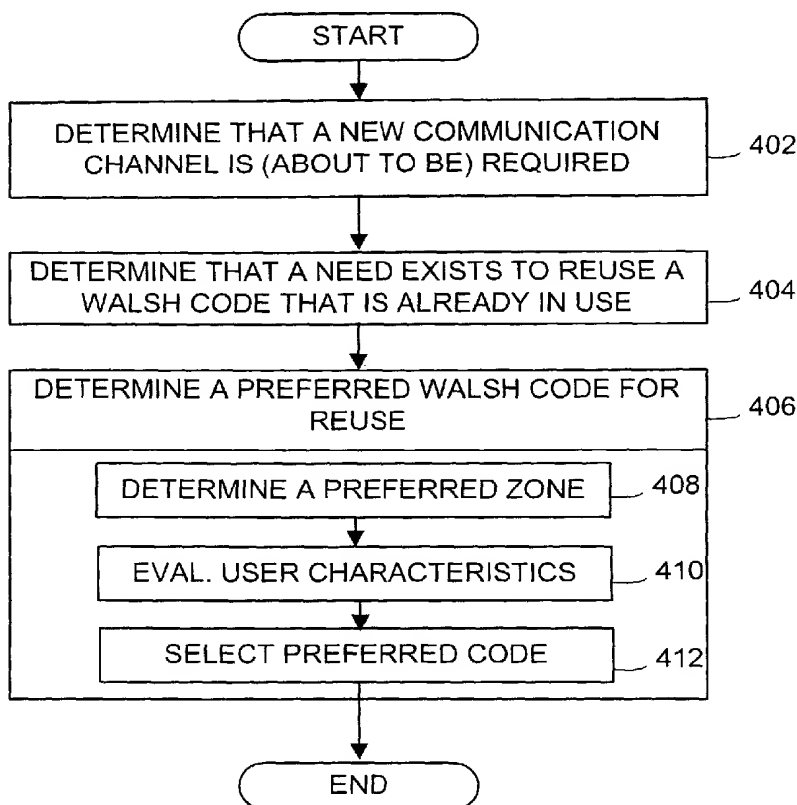 START
DETERMINE THAT A NEW COMMUNICATION
CHANNEL IS (ABOUT TO BE) REQUIRED
402
DETERMINE THAT A NEED EXISTS TO REUSE A
WALSH CODE THAT IS ALREADY IN USE
404
DETERMINE A PREFERRED WALSH CODE FOR
REUSE
406
DETERMINE A PREFERRED ZONE
408
EVAL. USER CHARACTERISTICS
410
SELECT PREFERRED CODE
412
END